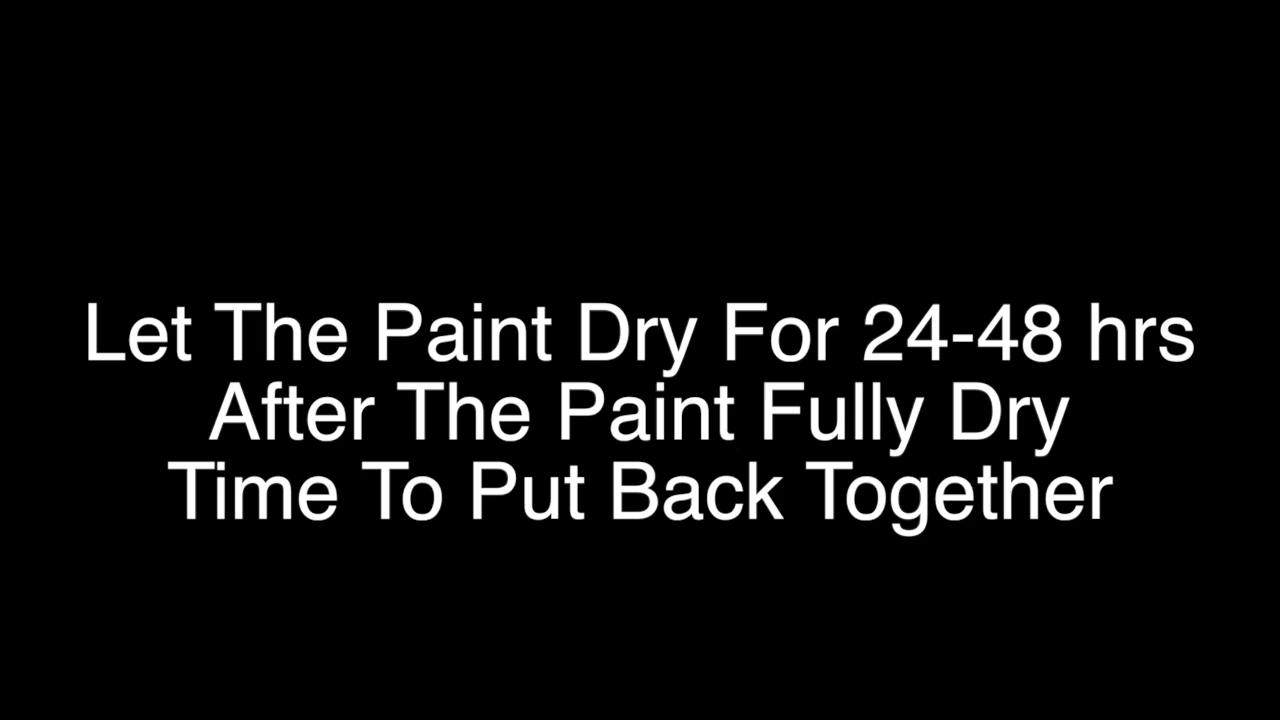 Let The Paint Dry For 24-48 hrs
After The Paint Fully Dry
Time To Put Back Together